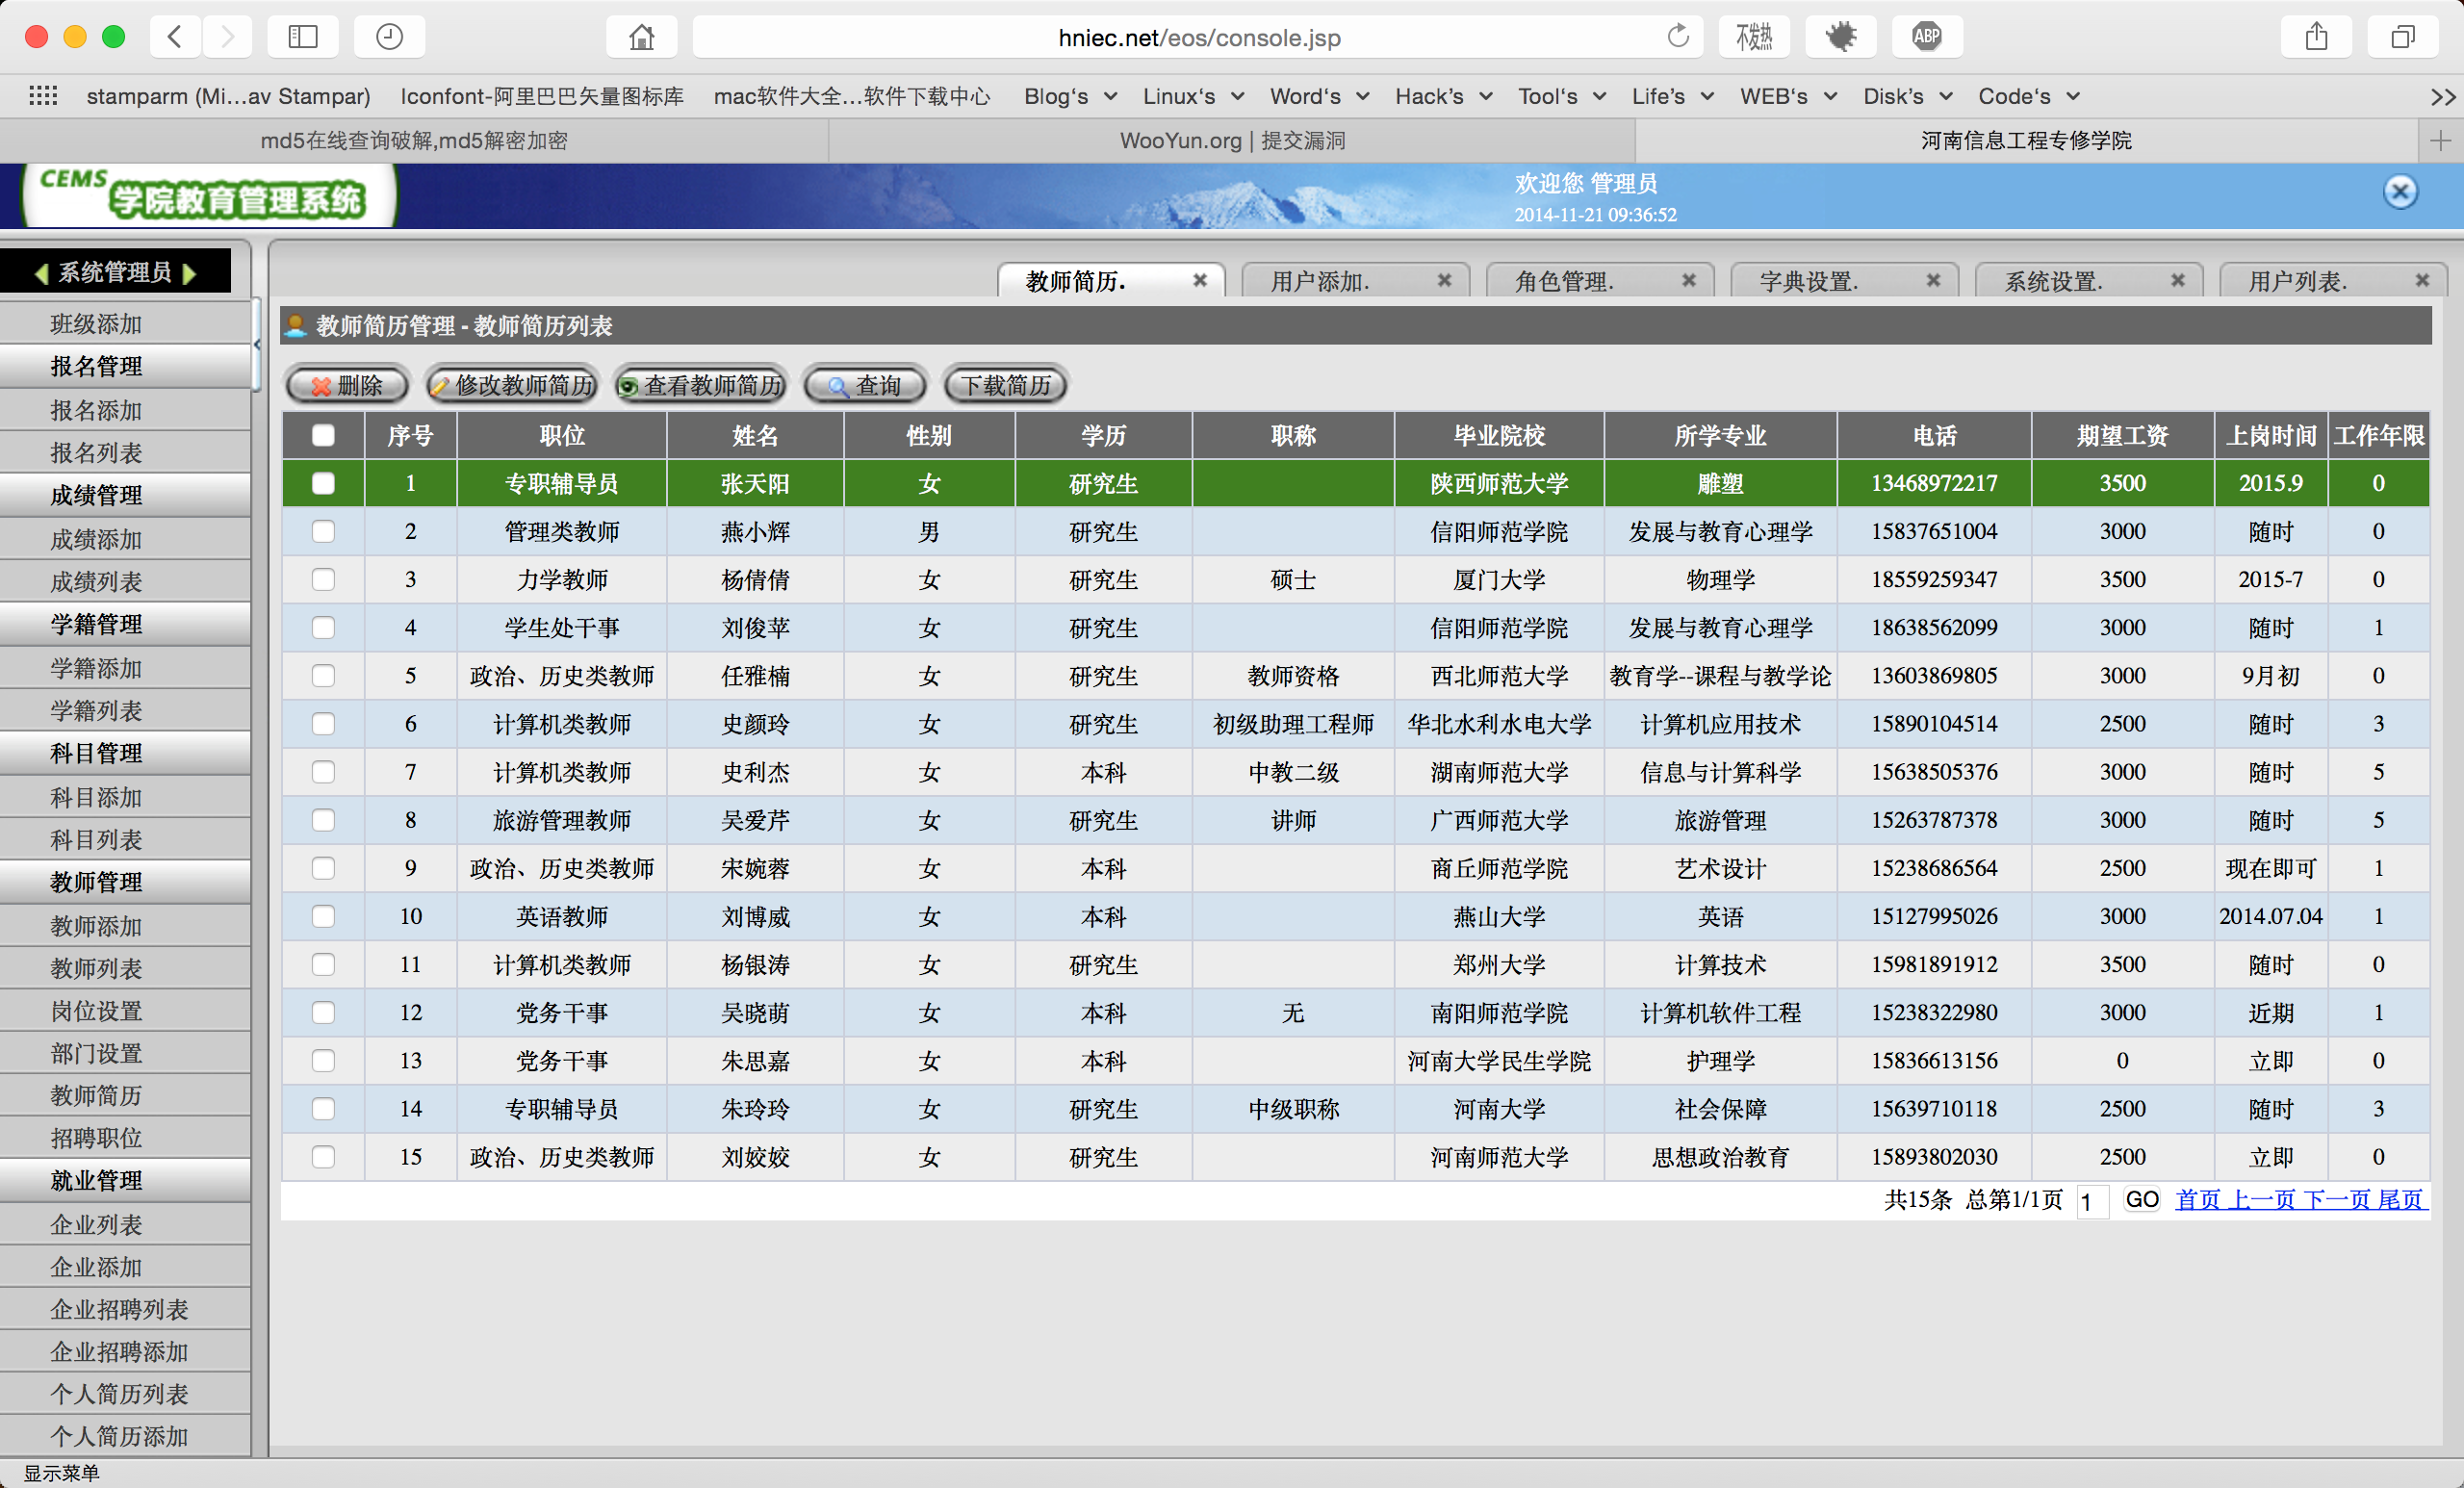 hniec.net/eos/console.jsp
不发热
ABP
stamparm (Mi...av Stampar) Iconfont-阿里巴巴矢量图标库 mac软件大全...软件下载中心 Blog's Linux's Word's Hack's Tool's Life's WEB's Disk's Code's
md5在线查询破解,md5解密加密 WooYun.org | 提交漏洞 河南信息工程专修学院
CEMS
学院教育管理系统
欢迎您 管理员
2014-11-21 09:36:52
系统管理员
教师简历. 用户添加. 角色管理. 字典设置. 系统设置. 用户列表.
班级添加
报名管理
报名添加
报名列表
成绩管理
成绩添加
成绩列表
学籍管理
学籍添加
学籍列表
科目管理
科目添加
科目列表
教师管理
教师添加
教师列表
岗位设置
部门设置
教师简历
招聘职位
就业管理
企业列表
企业添加
企业招聘列表
企业招聘添加
个人简历列表
个人简历添加
教师简历管理 - 教师简历列表
删除 修改教师简历 查看教师简历 查询 下载简历
序号 职位 姓名 性别 学历 职称 毕业院校 所学专业 电话 期望工资 上岗时间 工作年限
1 专职辅导员 张天阳 女 研究生 陕西师范大学 雕塑 13468972217 3500 2015.9 0
2 管理类教师 燕小辉 男 研究生 信阳师范学院 发展与教育心理学 15837651004 3000 随时 0
3 力学教师 杨倩倩 女 研究生 硕士 厦门大学 物理学 18559259347 3500 2015-7 0
4 学生处干事 刘俊苹 女 研究生 信阳师范学院 发展与教育心理学 18638562099 3000 随时 1
5 政治、历史类教师 任雅楠 女 研究生 教师资格 西北师范大学 教育学--课程与教学论 13603869805 3000 9月初 0
6 计算机类教师 史颜玲 女 研究生 初级助理工程师 华北水利水电大学 计算机应用技术 15890104514 2500 随时 3
7 计算机类教师 史利杰 女 本科 中教二级 湖南师范大学 信息与计算科学 15638505376 3000 随时 5
8 旅游管理教师 吴爱芹 女 研究生 讲师 广西师范大学 旅游管理 15263787378 3000 随时 5
9 政治、历史类教师 宋婉蓉 女 本科 商丘师范学院 艺术设计 15238686564 2500 现在即可 1
10 英语教师 刘博威 女 本科 燕山大学 英语 15127995026 3000 2014.07.04 1
11 计算机类教师 杨银涛 女 研究生 郑州大学 计算技术 15981891912 3500 随时 0
12 党务干事 吴晓萌 女 本科 无 南阳师范学院 计算机软件工程 15238322980 3000 近期 1
13 党务干事 朱思嘉 女 本科 河南大学民生学院 护理学 15836613156 0 立即 0
14 专职辅导员 朱玲玲 女 研究生 中级职称 河南大学 社会保障 15639710118 2500 随时 3
15 政治、历史类教师 刘姣姣 女 研究生 河南师范大学 思想政治教育 15893802030 2500 立即 0
共15条 总第1/1页 1 GO 首页 上一页 下一页 尾页
显示菜单